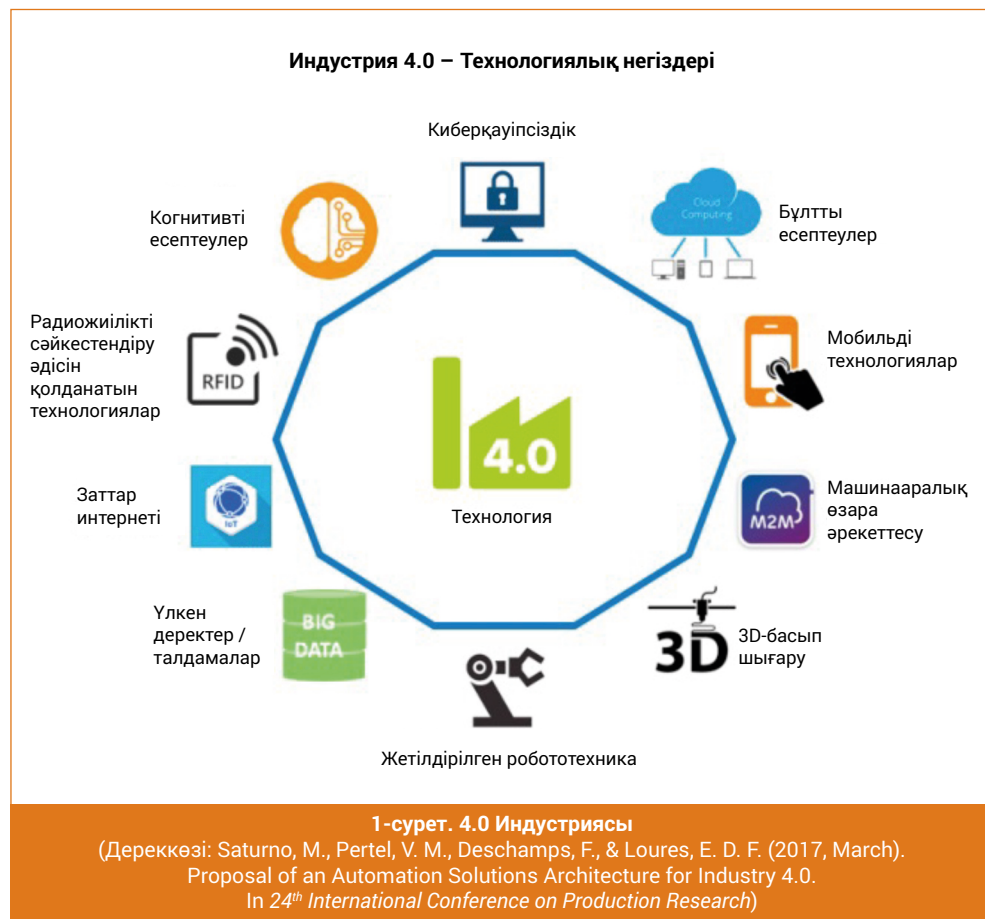 Индустрия 4.0 – Технологиялық негіздері
Киберқауіпсіздік
Когнитивті
есептеулер
Cloud
Computing
Бұлтты
есептеулер
Радиожиілікті
сәйкестендіру
әдісін
қолданатын
технологиялар
RFID
Мобильді
технологиялар
4.0
Технология
Заттар
интернеті
IoT
M2M
Машинааралық
өзара
әрекеттесу
Үлкен
деректер /
талдамалар
BIG
DATA
3D
3D-басып
шығару
Жетілдірілген робототехника
1-сурет. 4.0 Индустриясы
(Дереккөзі: Saturno, M., Pertel, V. M., Deschamps, F., & Loures, E. D. F. (2017, March).
Proposal of an Automation Solutions Architecture for Industry 4.0.
In 24th International Conference on Production Research)